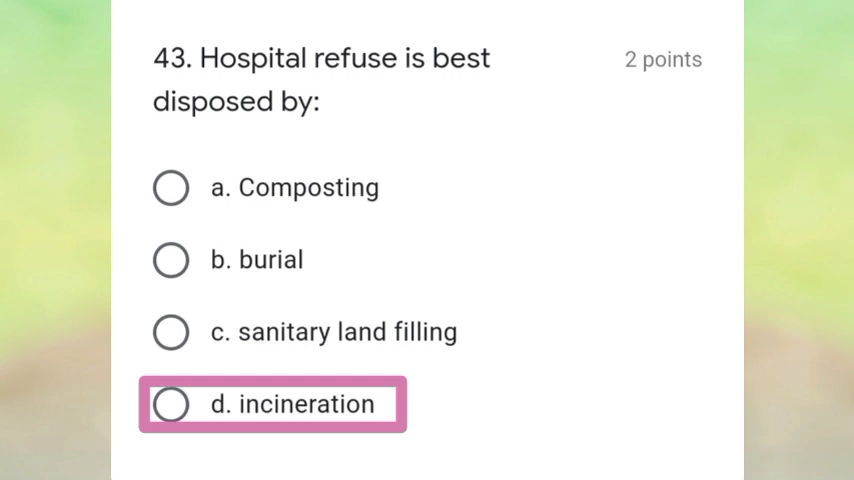 43. Hospital refuse is best
2 points
disposed by:
a. Composting
b. burial
c. sanitary land filling
d. incineration